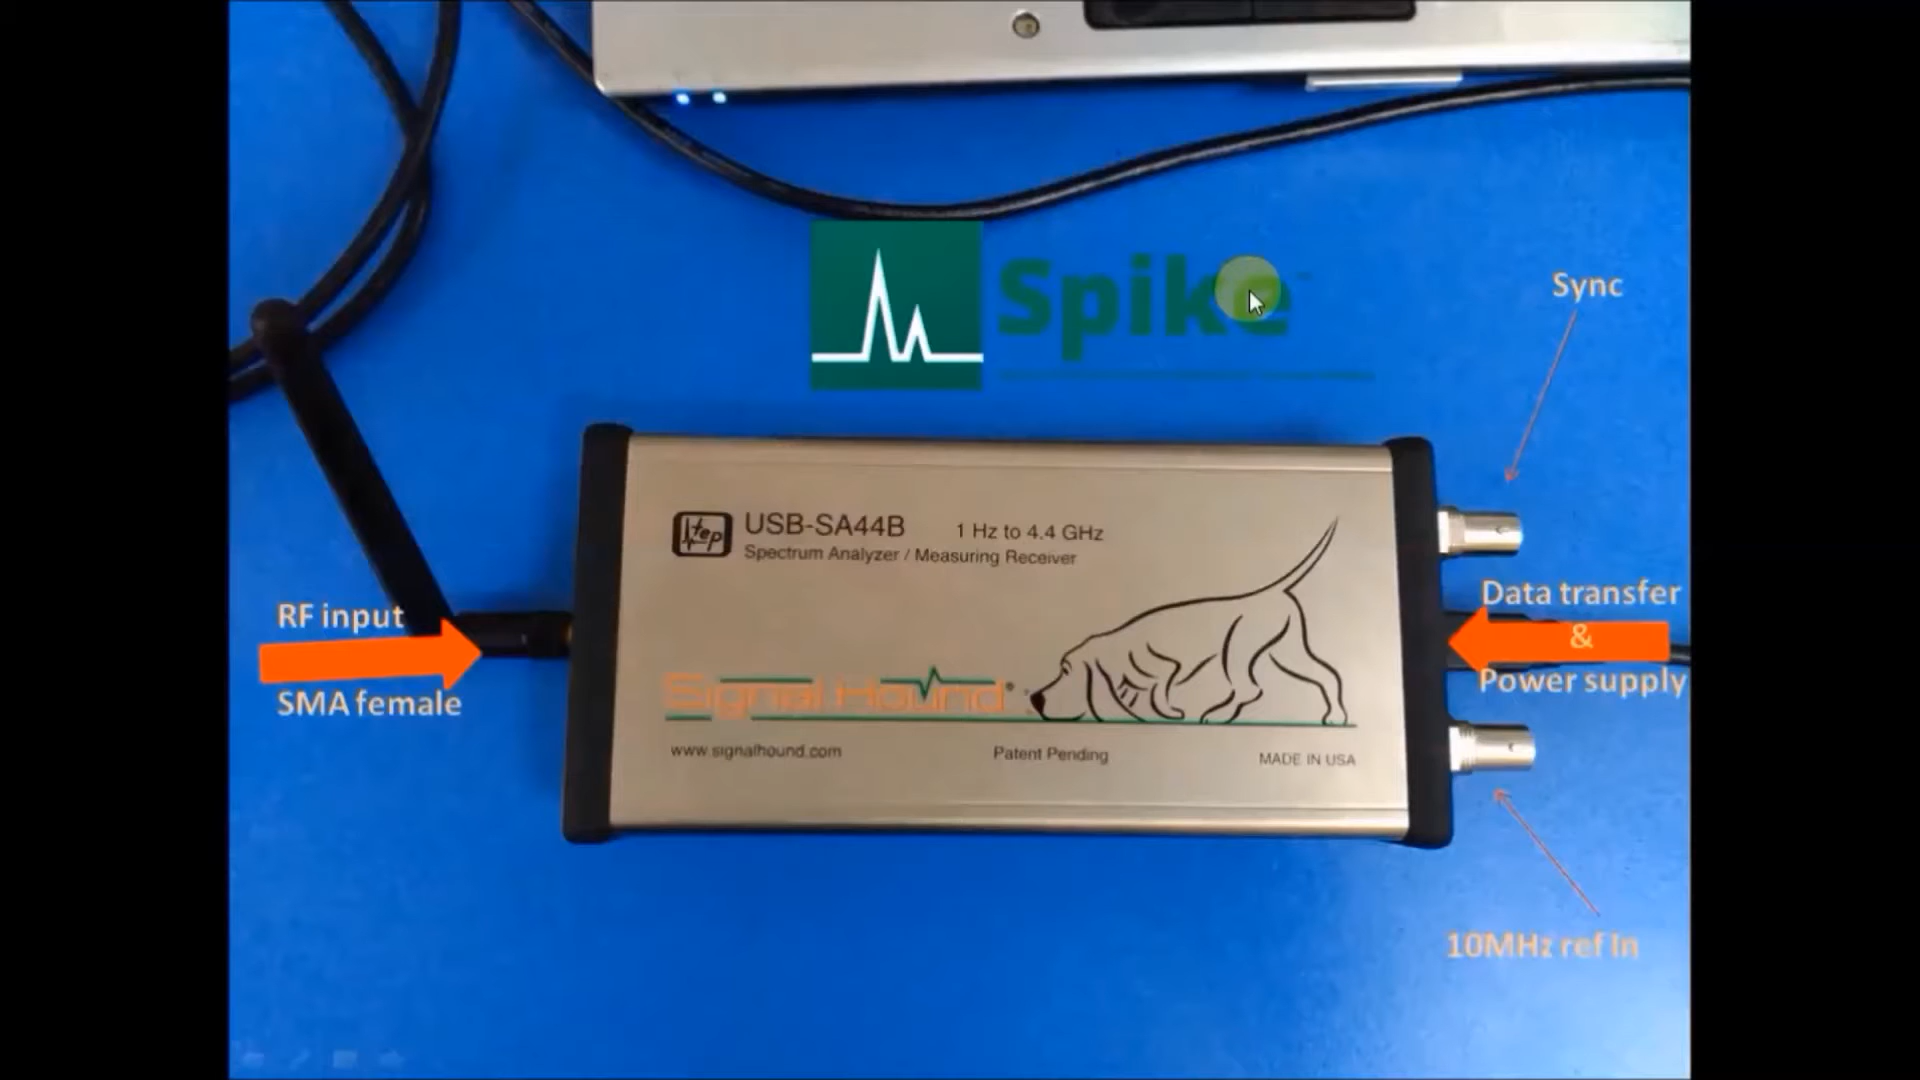 Spike
Sync
tep
USB-SA44B 1 Hz to 4.4 GHz
Spectrum Analyzer / Measuring Receiver
RF input
SMA female
Data transfer
&
Power supply
Signal Hound®
www.signalhound.com Patent Pending MADE IN USA
10MHz ref In